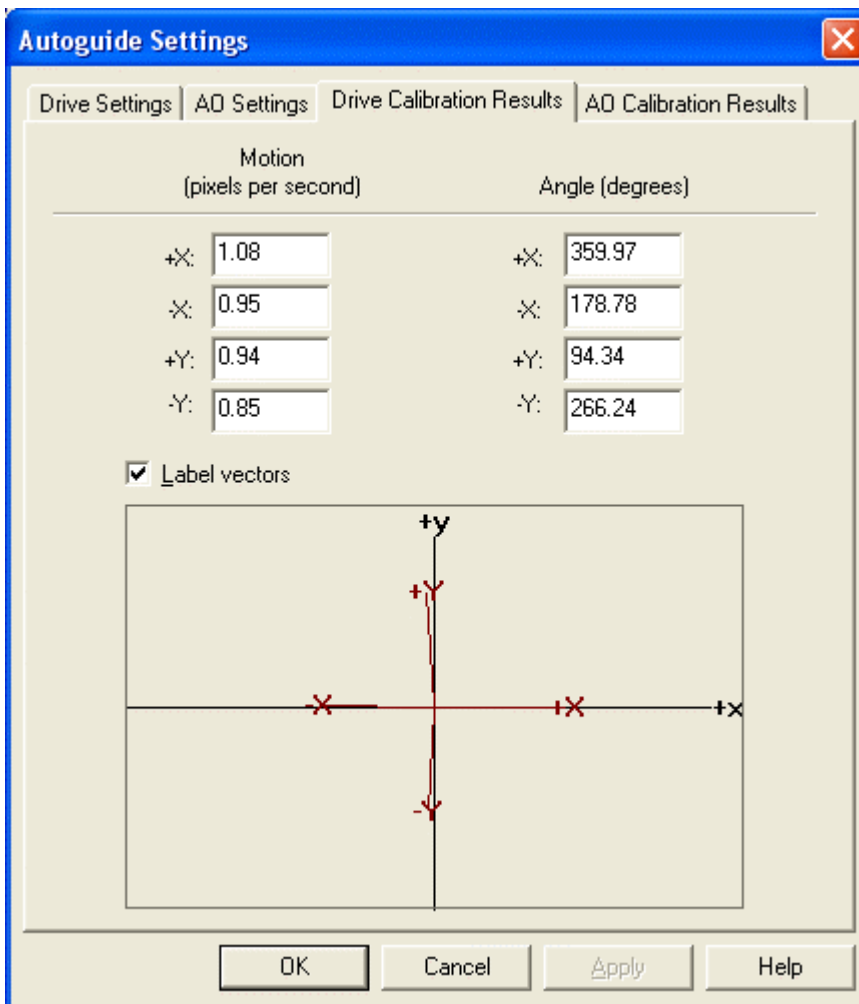 Autoguide Settings
Drive Settings AO Settings Drive Calibration Results AO Calibration Results
Motion
(pixels per second) Angle (degrees)
+X: 1.08 +X: 359.97
-X: 0.95 -X: 178.78
+Y: 0.94 +Y: 94.34
-Y: 0.85 -Y: 266.24
Label vectors
+y
+Y
-X +X +x
-Y
OK Cancel Apply Help